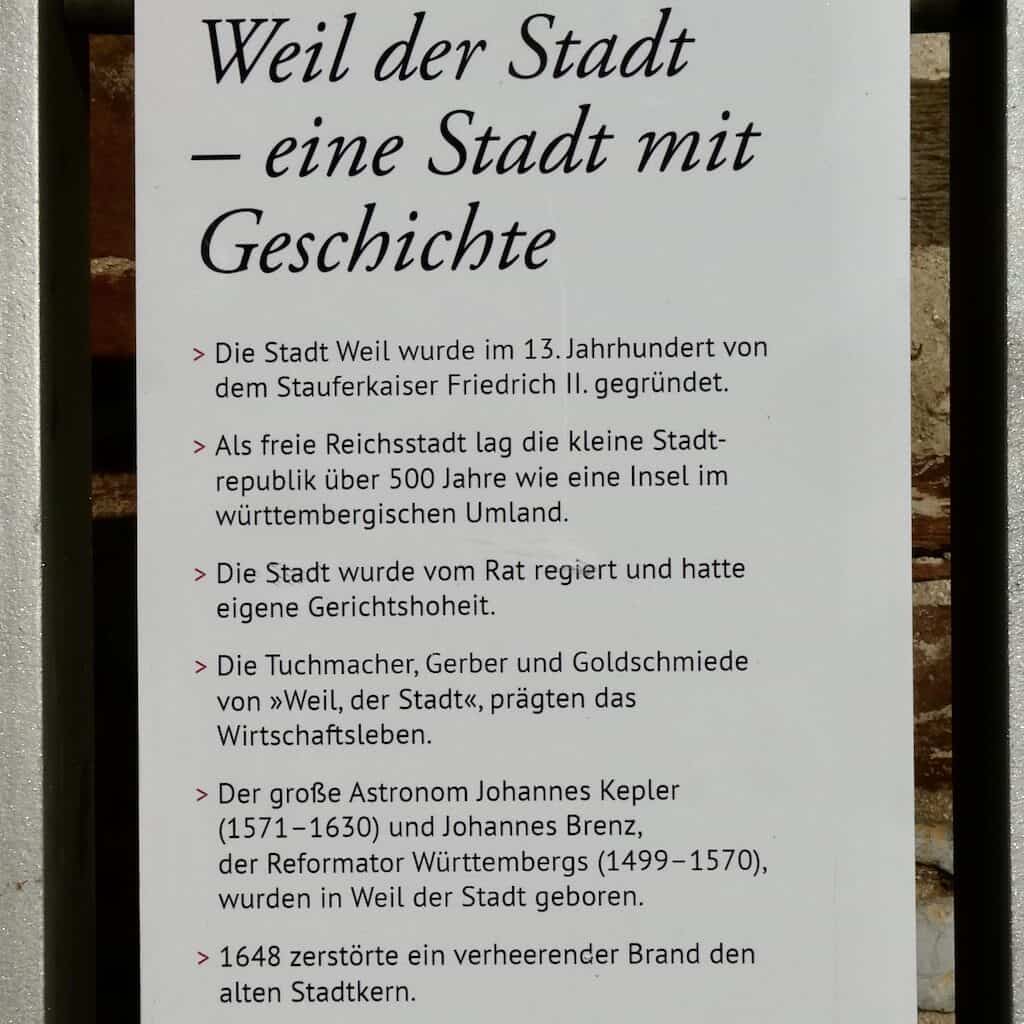 Weil der Stadt
– eine Stadt mit
Geschichte
> Die Stadt Weil wurde im 13. Jahrhundert von
dem Stauferkaiser Friedrich II. gegründet.
> Als freie Reichsstadt lag die kleine Stadt-
republik über 500 Jahre wie eine Insel im
württembergischen Umland.
> Die Stadt wurde vom Rat regiert und hatte
eigene Gerichtshoheit.
> Die Tuchmacher, Gerber und Goldschmiede
von »Weil, der Stadt«, prägten das
Wirtschaftsleben.
> Der große Astronom Johannes Kepler
(1571–1630) und Johannes Brenz,
der Reformator Württembergs (1499–1570),
wurden in Weil der Stadt geboren.
> 1648 zerstörte ein verheerender Brand den
alten Stadtkern.